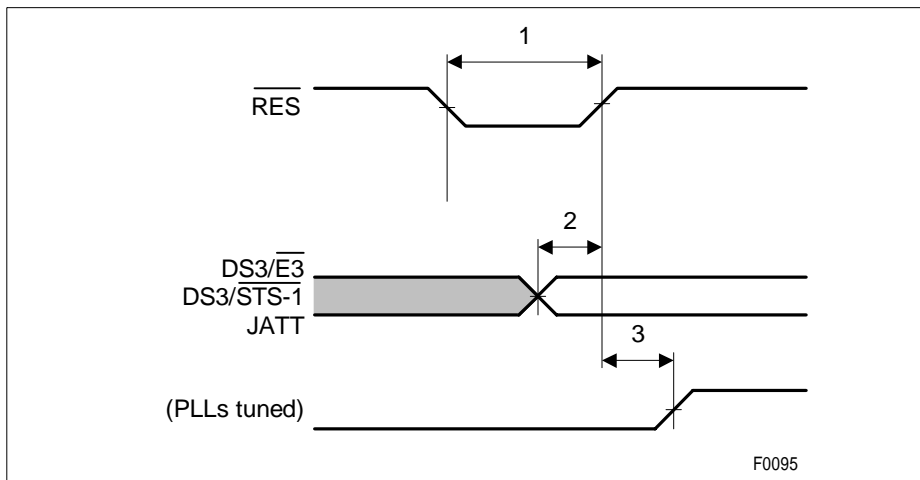 1
RES
2
DS3/E3
DS3/STS-1
JATT
3
(PLLs tuned)
F0095